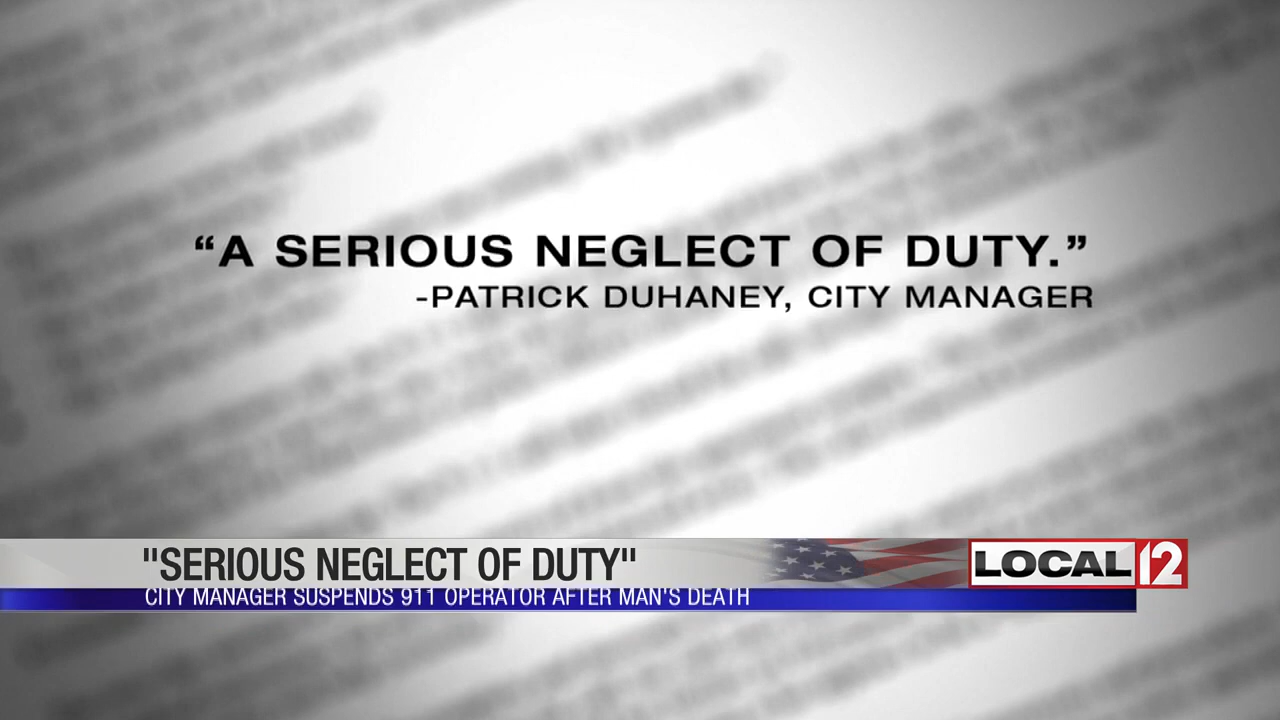 “A SERIOUS NEGLECT OF DUTY.”
-PATRICK DUHANEY, CITY MANAGER
"SERIOUS NEGLECT OF DUTY"
LOCAL 12
CITY MANAGER SUSPENDS 911 OPERATOR AFTER MAN'S DEATH